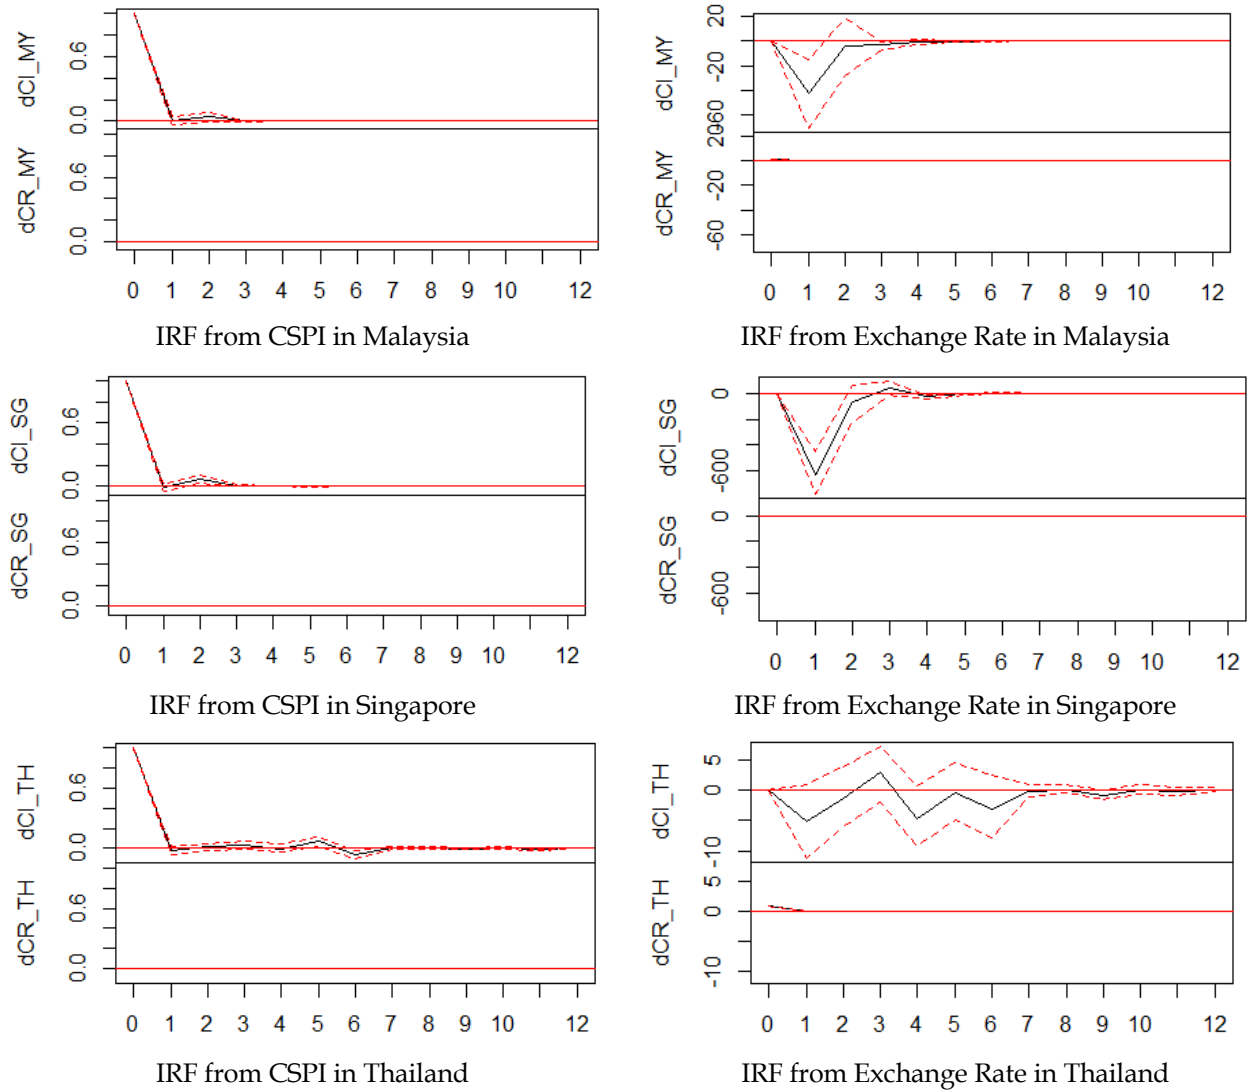 dCI_MY
0.6
0.0
dCR_MY
0.6
0.0
0 1 2 3 4 5 6 7 8 9 10 12
IRF from CSPI in Malaysia
dCI_MY
20
-20
-60
dCR_MY
20
-20
-60
0 1 2 3 4 5 6 7 8 9 10 12
IRF from Exchange Rate in Malaysia
dCI_SG
0.6
0.0
dCR_SG
0.6
0.0
0 1 2 3 4 5 6 7 8 9 10 12
IRF from CSPI in Singapore
dCI_SG
0
-600
dCR_SG
0
-600
0 1 2 3 4 5 6 7 8 9 10 12
IRF from Exchange Rate in Singapore
dCI_TH
0.6
0.0
dCR_TH
0.6
0.0
0 1 2 3 4 5 6 7 8 9 10 12
IRF from CSPI in Thailand
dCI_TH
5
0
-10
dCR_TH
5
0
-10
0 1 2 3 4 5 6 7 8 9 10 12
IRF from Exchange Rate in Thailand